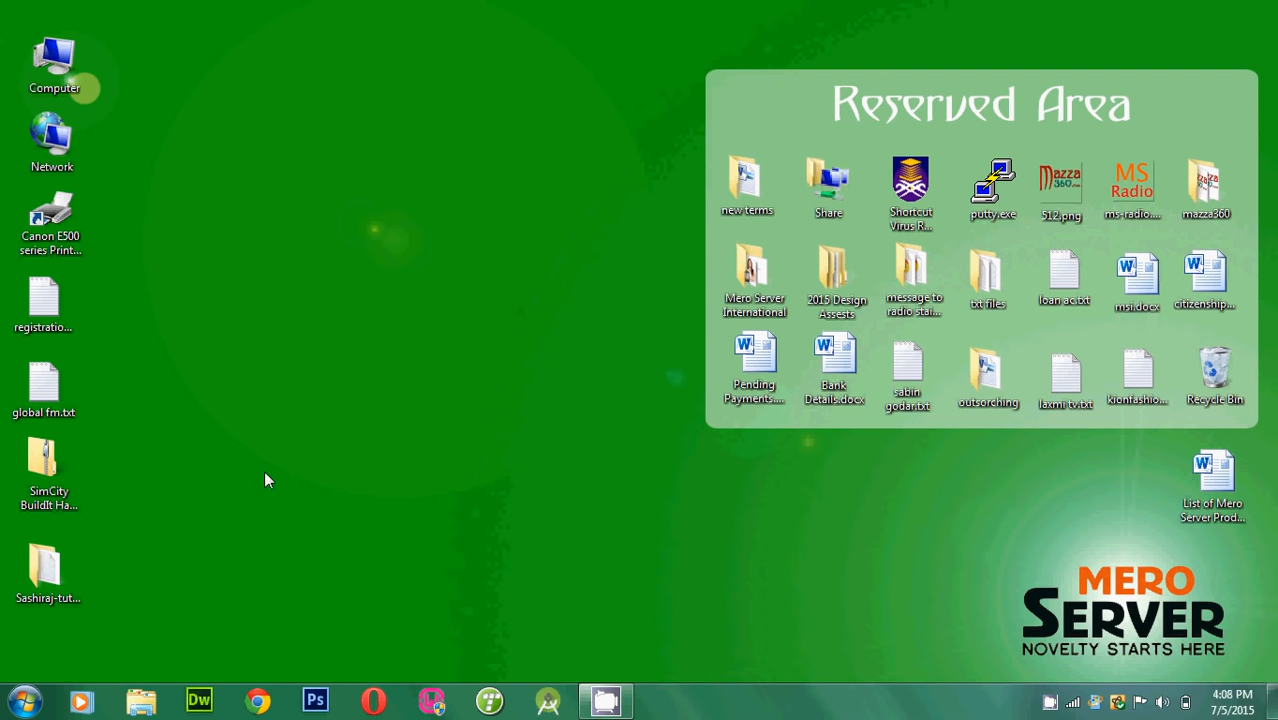 Computer
Network
Canon E500
series Print...
registratio...
global fm.txt
SimCity
BuildIt Ha...
Sashiraj-tut...
Reserved Area
new terms
Share
Shortcut
Virus R...
putty.exe
Mazza
360
512.png
MS
Radio
ms-radio....
mazza360
Mero Server
International
2015 Design
Assests
message to
radio stai...
txt files
loan ac.txt
msi.docx
citizenship...
Pending
Payments....
Bank
Details.docx
sabin
godar.txt
outsorching
laxmi tv.txt
kionfashio...
Recycle Bin
List of Mero
Server Prod...
MERO
SERVER
NOVELTY STARTS HERE
Dw
Ps
4:08 PM
7/5/2015